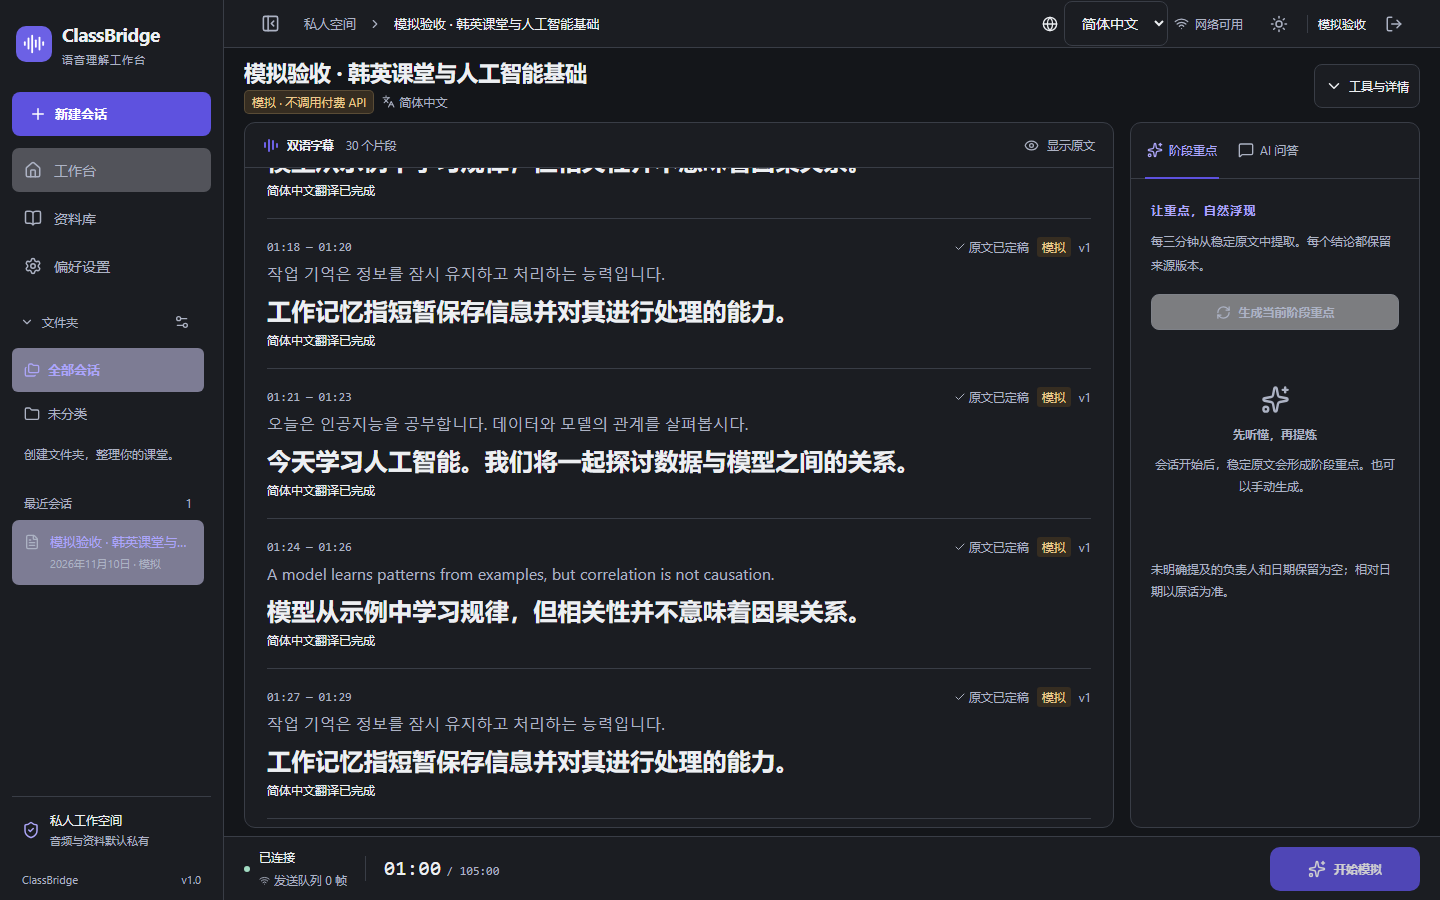 ClassBridge
语音理解工作台
新建会话
工作台
资料库
偏好设置
文件夹
全部会话
未分类
创建文件夹，整理你的课堂。
最近会话 1
模拟验收 · 韩英课堂与...
2026年11月10日 · 模拟
私人工作空间
音频与资料默认私有
ClassBridge v1.0
私人空间 模拟验收 · 韩英课堂与人工智能基础
简体中文 网络可用 模拟验收
模拟验收 · 韩英课堂与人工智能基础
模拟 · 不调用付费 API 简体中文
工具与详情
双语字幕 30 个片段 显示原文
模型从示例中学习规律，但相关性并不意味着因果关系。
简体中文翻译已完成
01:18 — 01:20 原文已定稿 模拟 v1
작업 기억은 정보를 잠시 유지하고 처리하는 능력입니다.
工作记忆指短暂保存信息并对其进行处理的能力。
简体中文翻译已完成
01:21 — 01:23 原文已定稿 模拟 v1
오늘은 인공지능을 공부합니다. 데이터와 모델의 관계를 살펴봅시다.
今天学习人工智能。我们将一起探讨数据与模型之间的关系。
简体中文翻译已完成
01:24 — 01:26 原文已定稿 模拟 v1
A model learns patterns from examples, but correlation is not causation.
模型从示例中学习规律，但相关性并不意味着因果关系。
简体中文翻译已完成
01:27 — 01:29 原文已定稿 模拟 v1
작업 기억은 정보를 잠시 유지하고 처리하는 능력입니다.
工作记忆指短暂保存信息并对其进行处理的能力。
简体中文翻译已完成
阶段重点 AI 问答
让重点，自然浮现
每三分钟从稳定原文中提取。每个结论都保留
来源版本。
生成当前阶段重点
先听懂，再提炼
会话开始后，稳定原文会形成阶段重点。也可
以手动生成。
未明确提及的负责人和日期保留为空；相对日
期以原话为准。
已连接
发送队列 0 帧
01:00 / 105:00
开始模拟